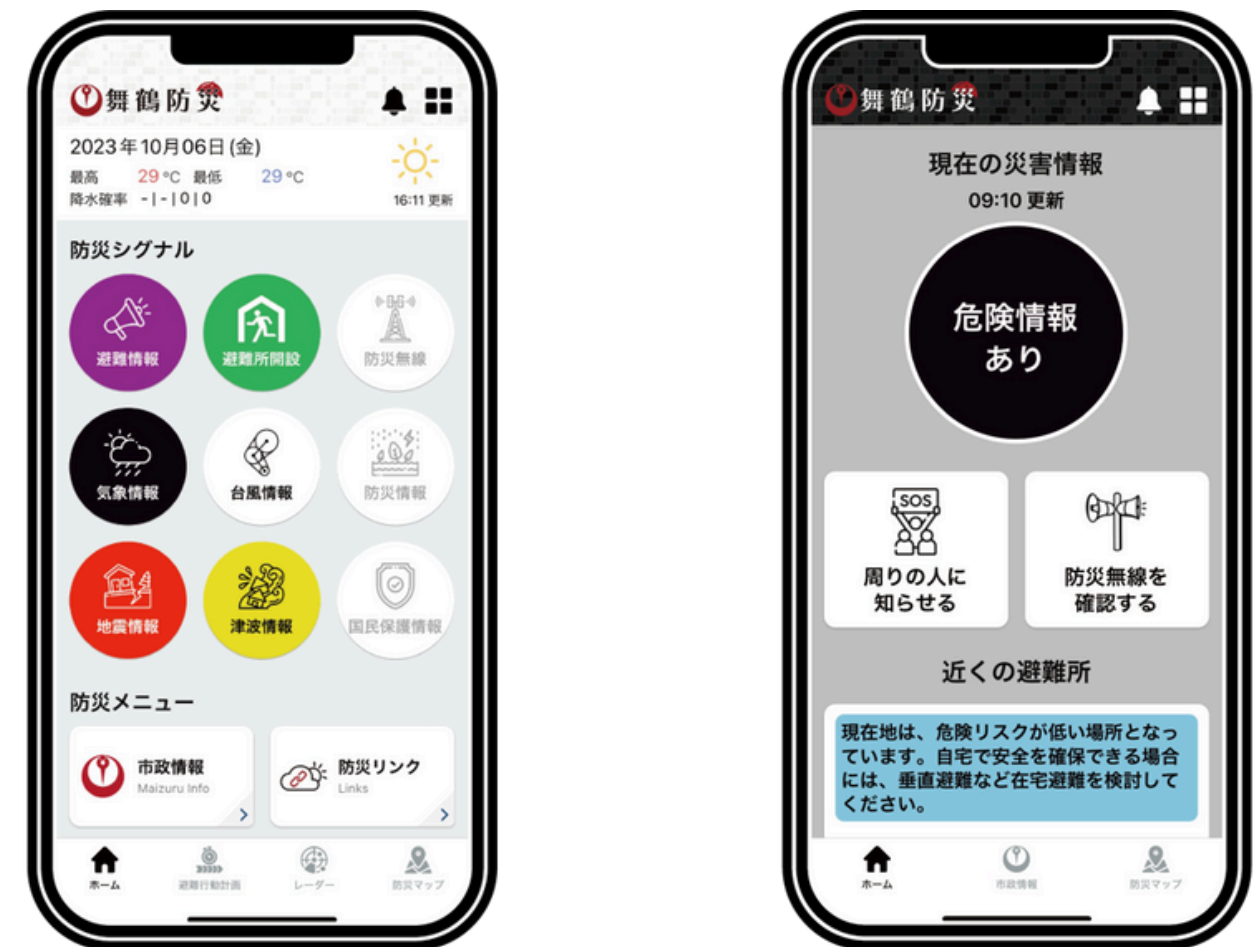 舞鶴防災
2023年10月06日(金)
最高 29℃ 最低 29℃
降水確率 -|-|0|0
16:11 更新
防災シグナル
避難情報
避難所開設
防災無線
気象情報
台風情報
防災情報
地震情報
津波情報
国民保護情報
防災メニュー
市政情報
Maizuru Info
防災リンク
Links
ホーム
避難行動計画
レーダー
防災マップ
舞鶴防災
現在の災害情報
09:10 更新
危険情報
あり
SOS
周りの人に
知らせる
防災無線を
確認する
近くの避難所
現在地は、危険リスクが低い場所となっ
ています。自宅で安全を確保できる場合
には、垂直避難など在宅避難を検討して
ください。
ホーム
市政情報
防災マップ